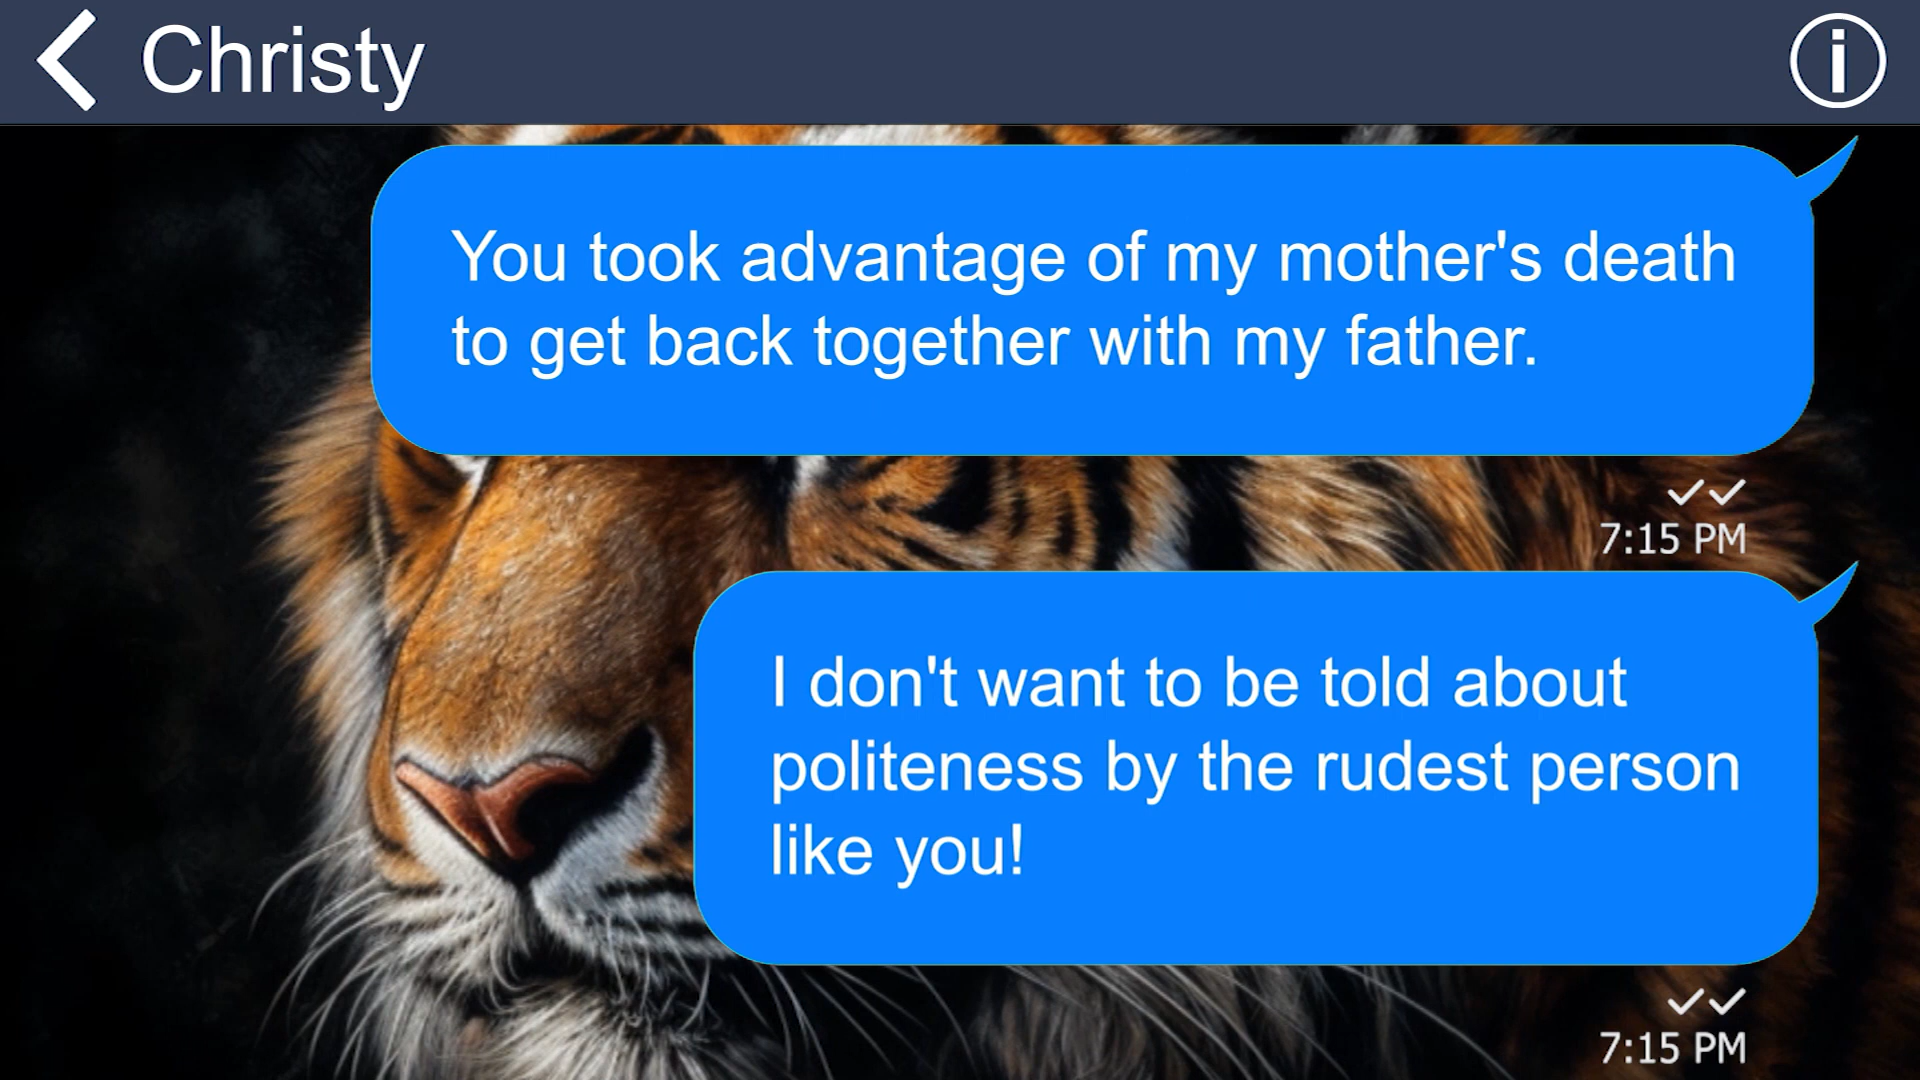 Christy
You took advantage of my mother's death
to get back together with my father.
7:15 PM
I don't want to be told about
politeness by the rudest person
like you!
7:15 PM